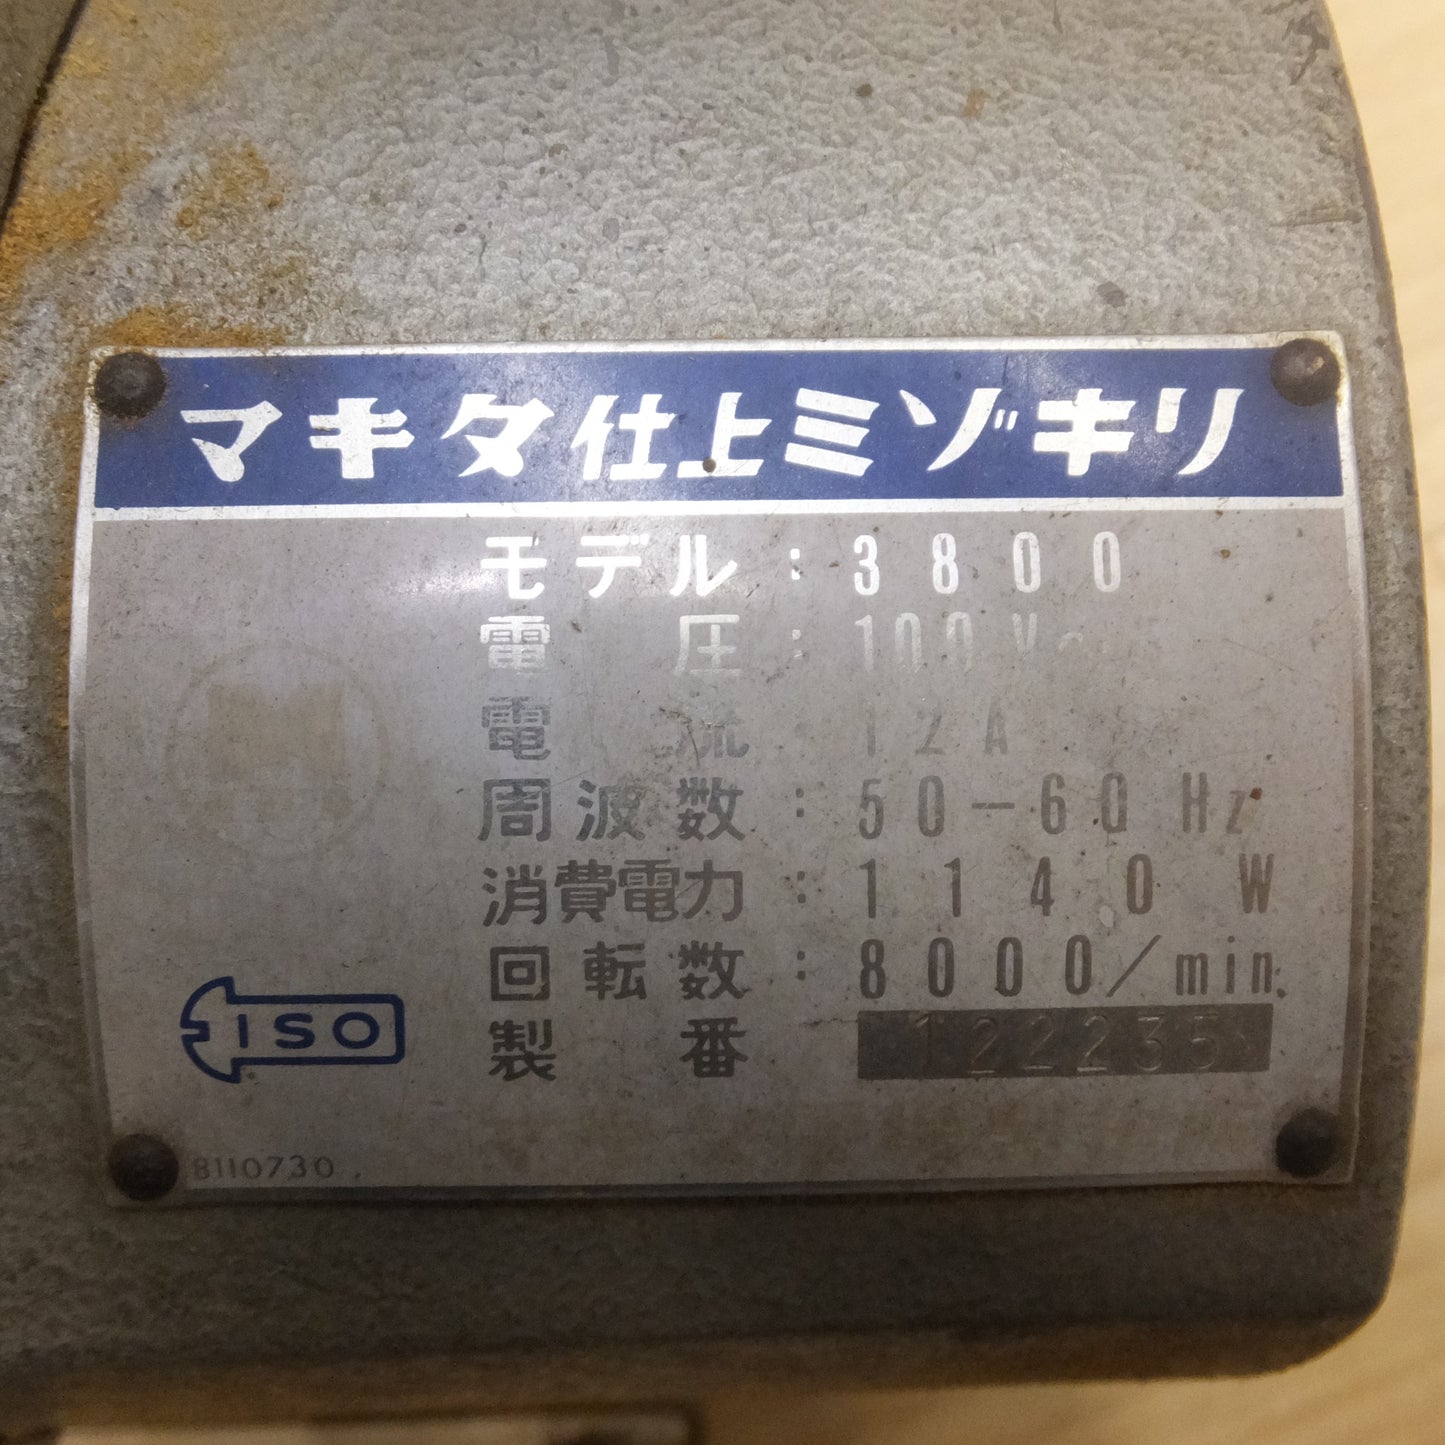 マキタ仕上ミゾキリ
モデル:3800
電圧:100V~
電流:12A
周波数:50-60Hz
消費電力:1140W
回転数:8000/min.
製番 122235
ISO
8110730